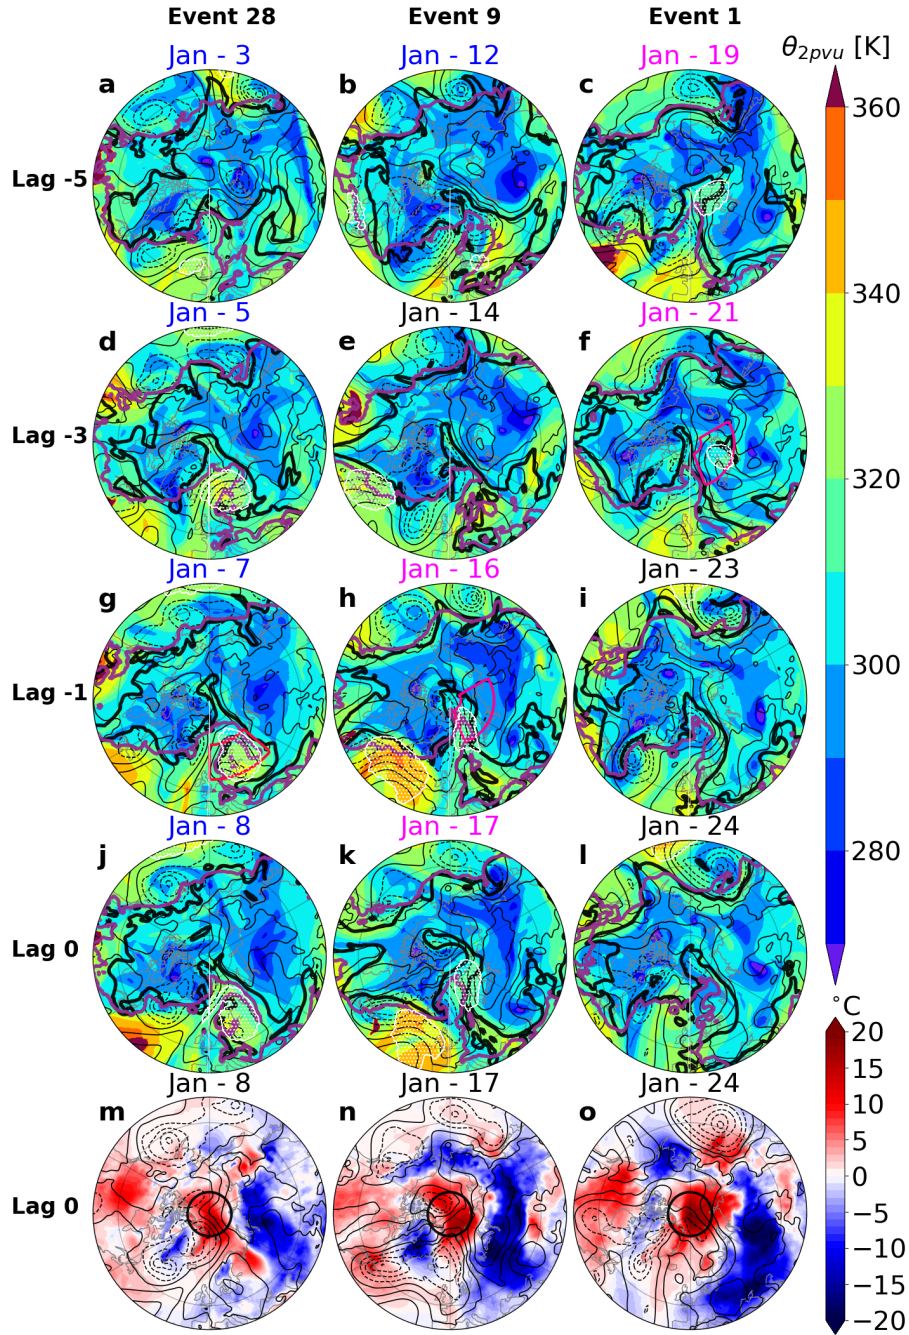 Event 28 Event 9 Event 1
Jan - 3 Jan - 12 Jan - 19 θ2pvu [K]
a b c
360
Lag -5
340
Jan - 5 Jan - 14 Jan - 21
d e f
Lag -3
320
Jan - 7 Jan - 16 Jan - 23
g h i
300
Lag -1
Jan - 8 Jan - 17 Jan - 24
280
j k l
Lag 0
°C
20
Jan - 8 Jan - 17 Jan - 24
15
m n o
10
5
0
Lag 0
−5
−10
−15
−20